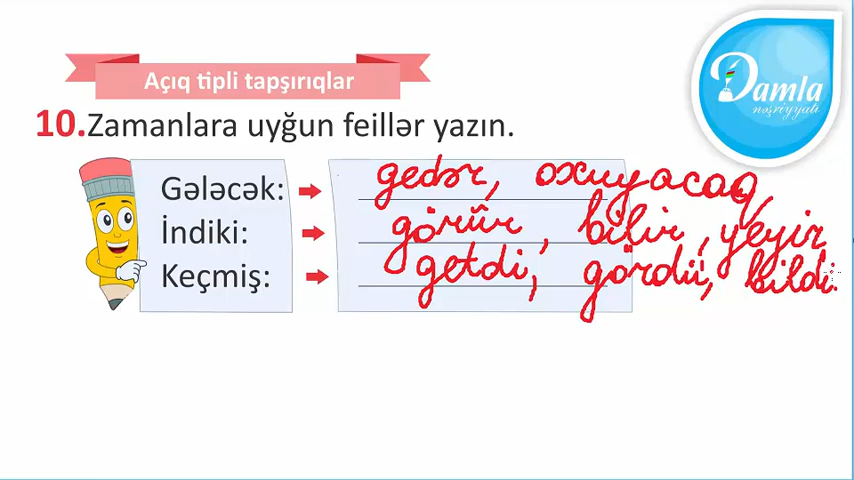 Damla
nəşriyyatı
Açıq tipli tapşırıqlar
10.Zamanlara uyğun feillər yazın.
Gələcək: gedər, oxuyacaq,
İndiki: görür, bilir, yeyir
Keçmiş: getdi, gördü, bildi.